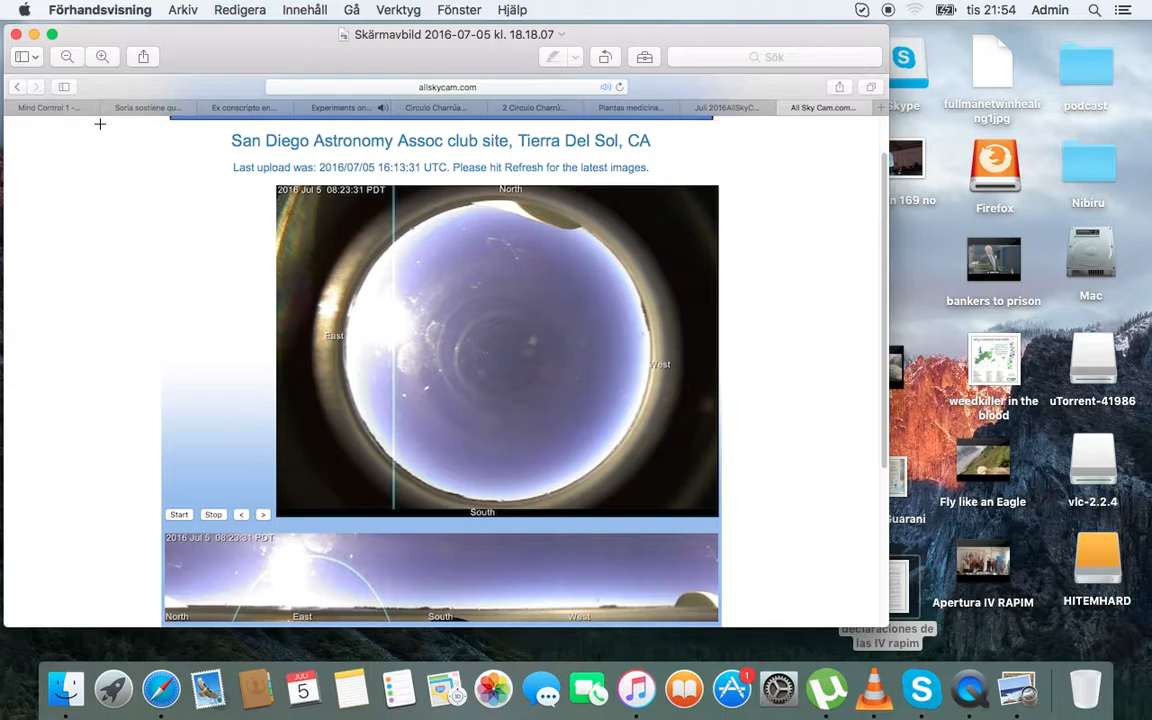 Förhandsvisning Arkiv Redigera Innehåll Gå Verktyg Fönster Hjälp tis 21:54 Admin
Skärmavbild 2016-07-05 kl. 18.18.07
Sök
allskycam.com
Mind Control 1 -... Soria sostiene qu... Ex conscripto en... Experiments on... Circulo Charrúa... 2 Circulo Charrú... Plantas medicina... Juli 2016AllSkyC... All Sky Cam.com...
San Diego Astronomy Assoc club site, Tierra Del Sol, CA
Last upload was: 2016/07/05 16:13:31 UTC. Please hit Refresh for the latest images.
2016 Jul 5 08:23:31 PDT
North
East
West
South
Start Stop < >
2016 Jul 5 08:23:31 PDT
North East South West
Skype
fullmånetwinheali
ng1jpg
podcast
n 169 no
Firefox
Nibiru
bankers to prison
Mac
weedkiller in the
blood
uTorrent-41986
Fly like an Eagle
vlc-2.2.4
Guarani
Apertura IV RAPIM
HITEMHARD
declaraciones de
las IV rapim
JULI
5
1